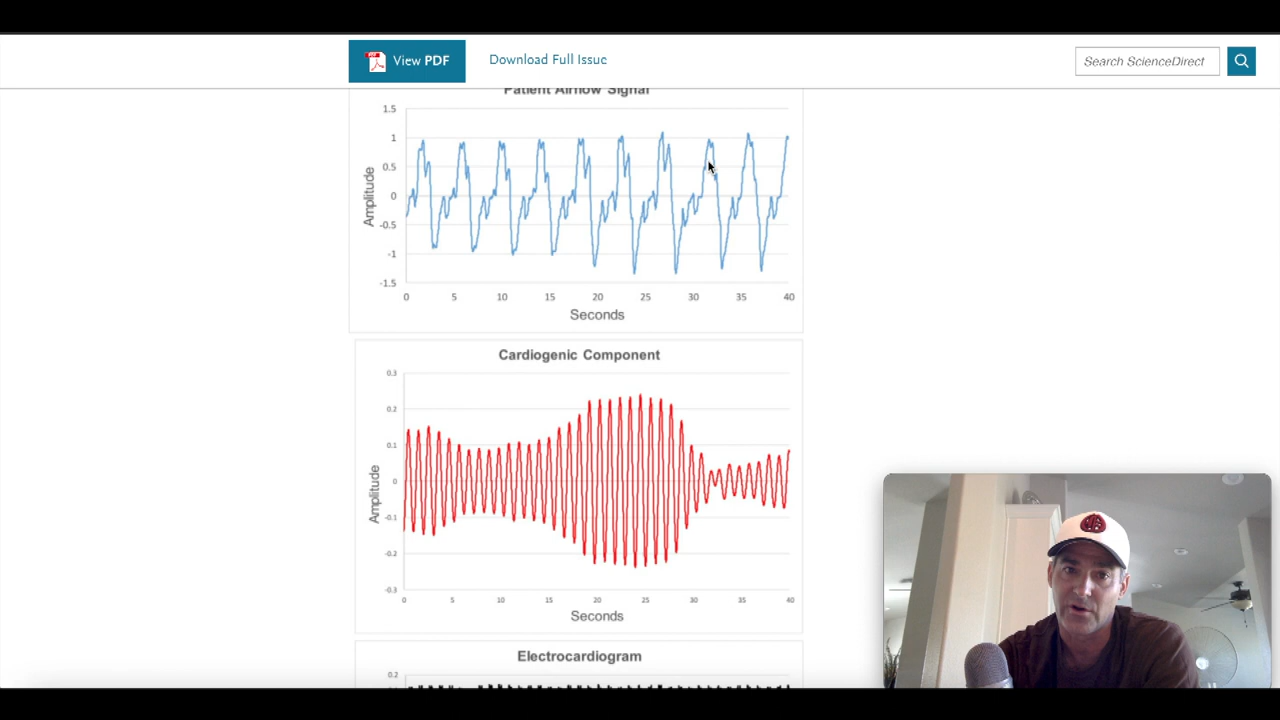 View PDF
Download Full Issue
Search ScienceDirect
Patient Airflow Signal
1.5
1
0.5
0
-0.5
-1
-1.5
Amplitude
0 5 10 15 20 25 30 35 40
Seconds
Cardiogenic Component
0.3
0.2
0.1
0
-0.1
-0.2
-0.3
Amplitude
0 5 10 15 20 25 30 35 40
Seconds
Electrocardiogram
0.2